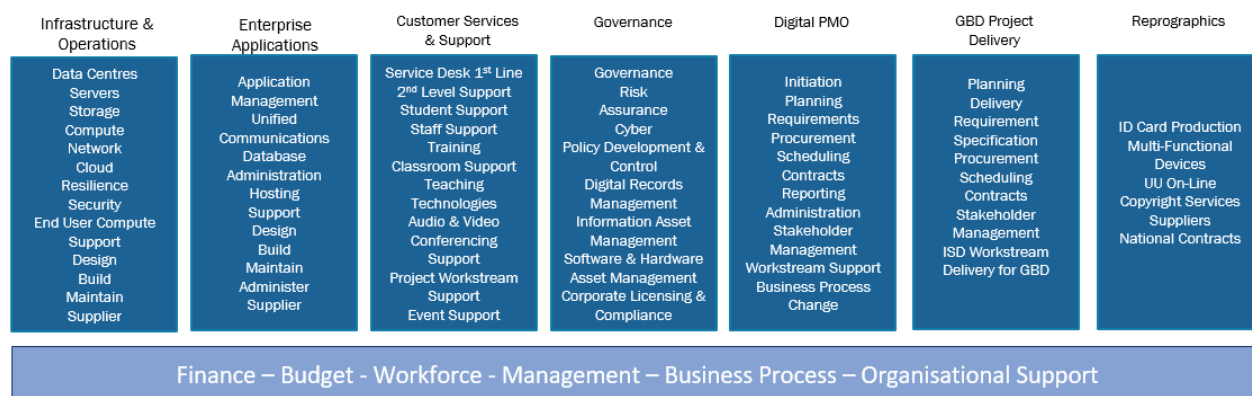 Infrastructure &
Operations
Data Centres
Servers
Storage
Compute
Network
Cloud
Resilience
Security
End User Compute
Support
Design
Build
Maintain
Supplier
Enterprise
Applications
Application
Management
Unified
Communications
Database
Administration
Hosting
Support
Design
Build
Maintain
Administer
Supplier
Customer Services
& Support
Service Desk 1st Line
2nd Level Support
Student Support
Staff Support
Training
Classroom Support
Teaching
Technologies
Audio & Video
Conferencing
Support
Project Workstream
Support
Event Support
Governance
Governance
Risk
Assurance
Cyber
Policy Development &
Control
Digital Records
Management
Information Asset
Management
Software & Hardware
Asset Management
Corporate Licensing &
Compliance
Digital PMO
Initiation
Planning
Requirements
Procurement
Scheduling
Contracts
Reporting
Administration
Stakeholder
Management
Workstream Support
Business Process
Change
GBD Project
Delivery
Planning
Delivery
Requirement
Specification
Procurement
Scheduling
Contracts
Stakeholder
Management
ISD Workstream
Delivery for GBD
Reprographics
ID Card Production
Multi-Functional
Devices
UU On-Line
Copyright Services
Suppliers
National Contracts
Finance – Budget - Workforce - Management – Business Process – Organisational Support